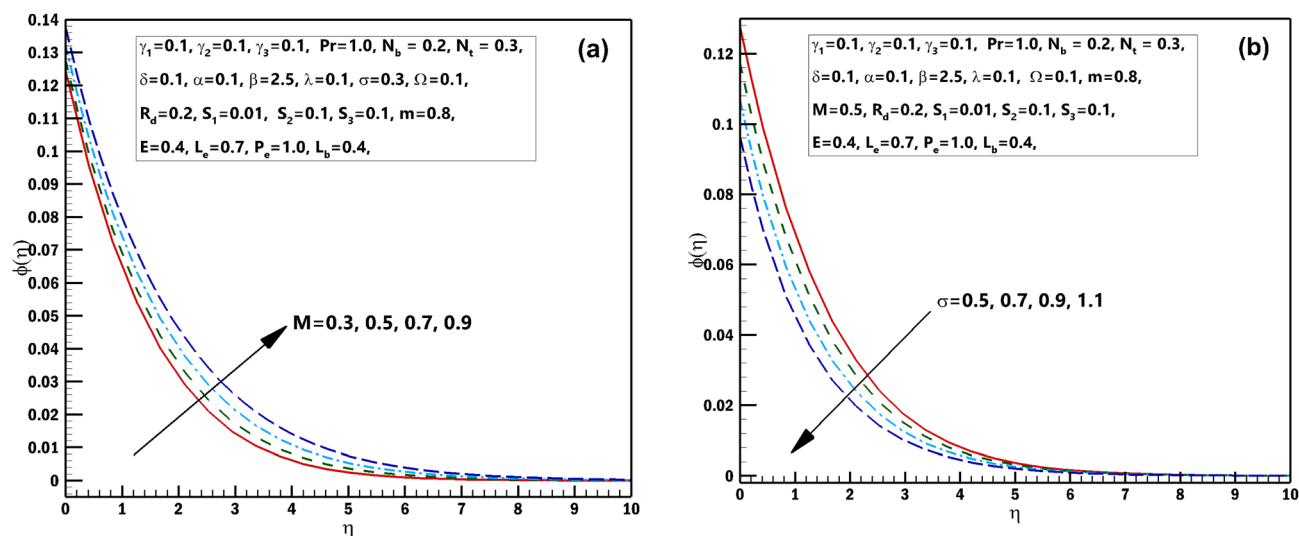 (a)
γ1=0.1, γ2=0.1, γ3=0.1, Pr=1.0, Nb = 0.2, Nt = 0.3,
δ=0.1, α=0.1, β=2.5, λ=0.1, σ=0.3, Ω=0.1,
Rd=0.2, S1=0.01, S2=0.1, S3=0.1, m=0.8,
E=0.4, Le=0.7, Pe=1.0, Lb=0.4,
0.14
0.13
0.12
0.11
0.1
0.09
0.08
0.07
0.06
0.05
0.04
0.03
0.02
0.01
0
ϕ(η)
M=0.3, 0.5, 0.7, 0.9
0 1 2 3 4 5 6 7 8 9 10
η
(b)
γ1=0.1, γ2=0.1, γ3=0.1, Pr=1.0, Nb = 0.2, Nt = 0.3,
δ=0.1, α=0.1, β=2.5, λ=0.1, Ω=0.1, m=0.8,
M=0.5, Rd=0.2, S1=0.01, S2=0.1, S3=0.1,
E=0.4, Le=0.7, Pe=1.0, Lb=0.4,
0.12
0.1
0.08
0.06
0.04
0.02
0
ϕ(η)
σ=0.5, 0.7, 0.9, 1.1
0 1 2 3 4 5 6 7 8 9 10
η